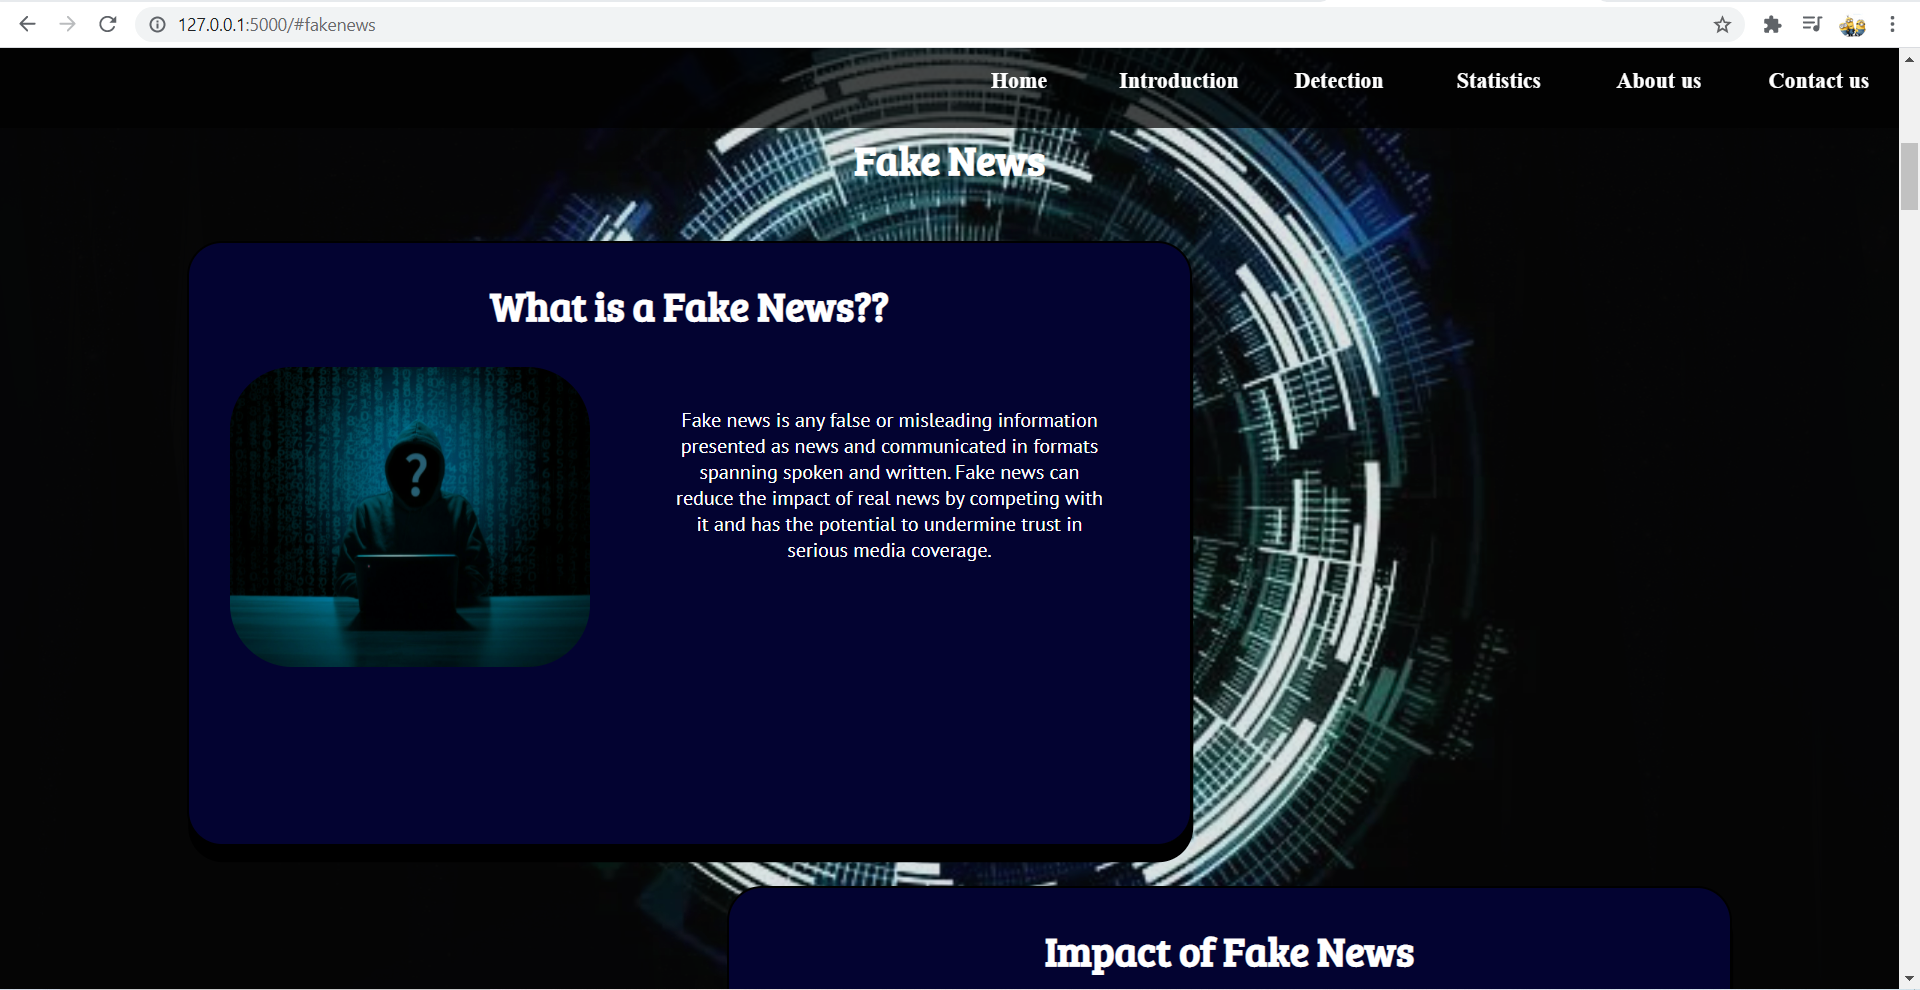 127.0.0.1:5000/#fakenews
Home Introduction Detection Statistics About us Contact us
Fake News
What is a Fake News??
?
Fake news is any false or misleading information
presented as news and communicated in formats
spanning spoken and written. Fake news can
reduce the impact of real news by competing with
it and has the potential to undermine trust in
serious media coverage.
Impact of Fake News